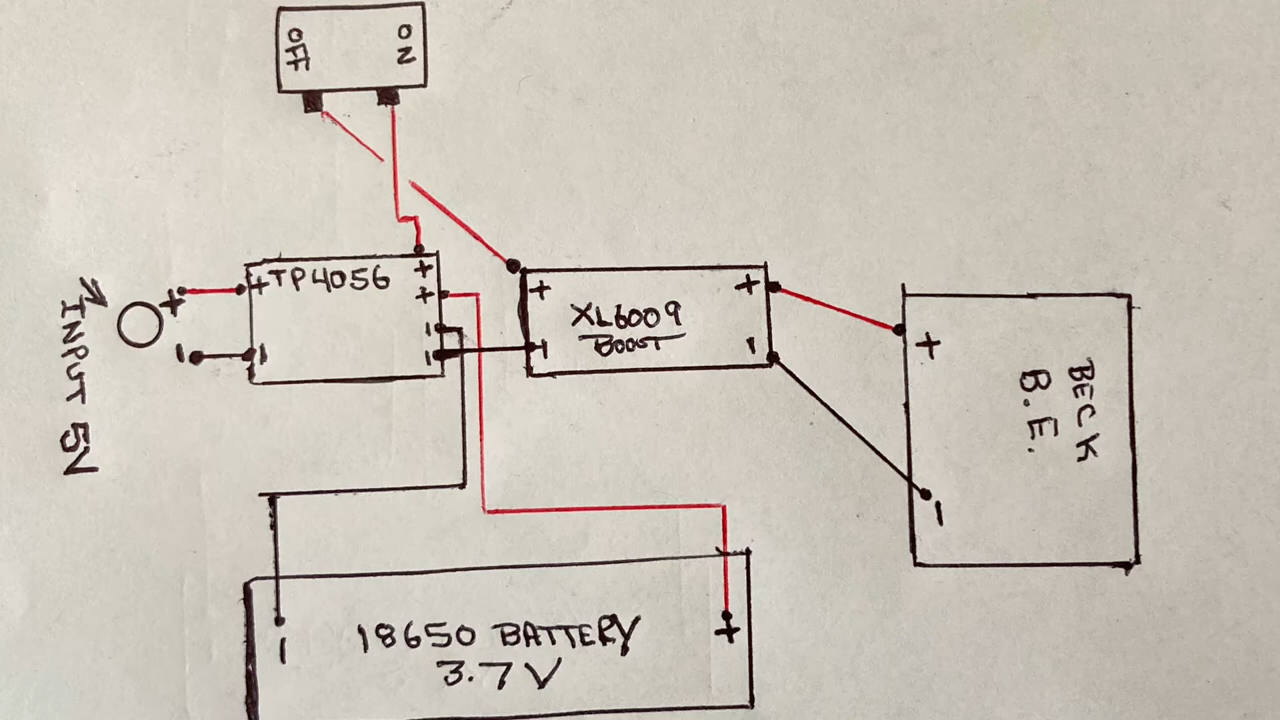 OFF
ON
+ TP4056 +
+
-
- -
+
-
INPUT 5V
+ +
XL6009
BOOST
- -
+
BECK
B.E.
-
18650 BATTERY
3.7V
- +